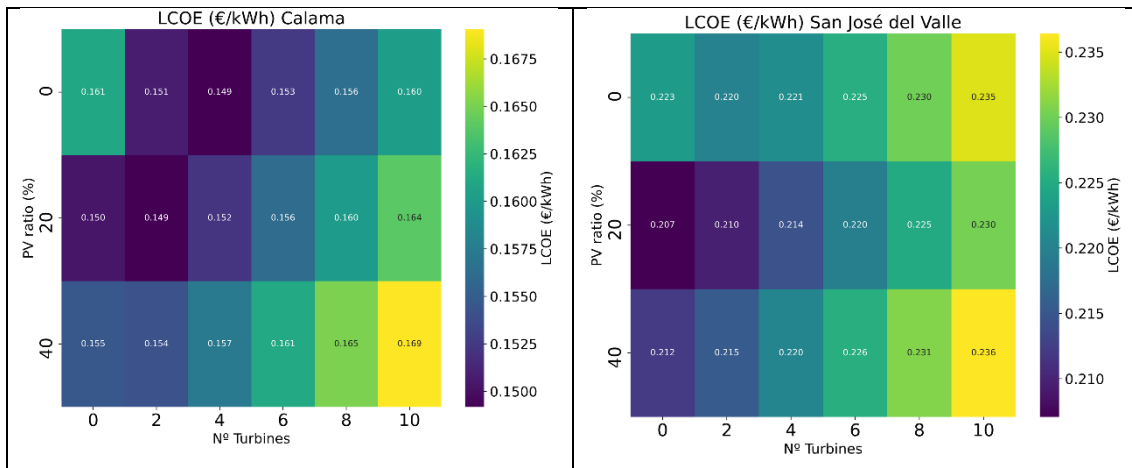 LCOE (€/kWh) Calama
0 0.161 0.151 0.149 0.153 0.156 0.160
20 0.150 0.149 0.152 0.156 0.160 0.164
40 0.155 0.154 0.157 0.161 0.165 0.169
PV ratio (%)
0 2 4 6 8 10
Nº Turbines
0.1675
0.1650
0.1625
0.1600
0.1575
0.1550
0.1525
0.1500
LCOE (€/kWh)
LCOE (€/kWh) San José del Valle
0 0.223 0.220 0.221 0.225 0.230 0.235
20 0.207 0.210 0.214 0.220 0.225 0.230
40 0.212 0.215 0.220 0.226 0.231 0.236
PV ratio (%)
0 2 4 6 8 10
Nº Turbines
0.235
0.230
0.225
0.220
0.215
0.210
LCOE (€/kWh)